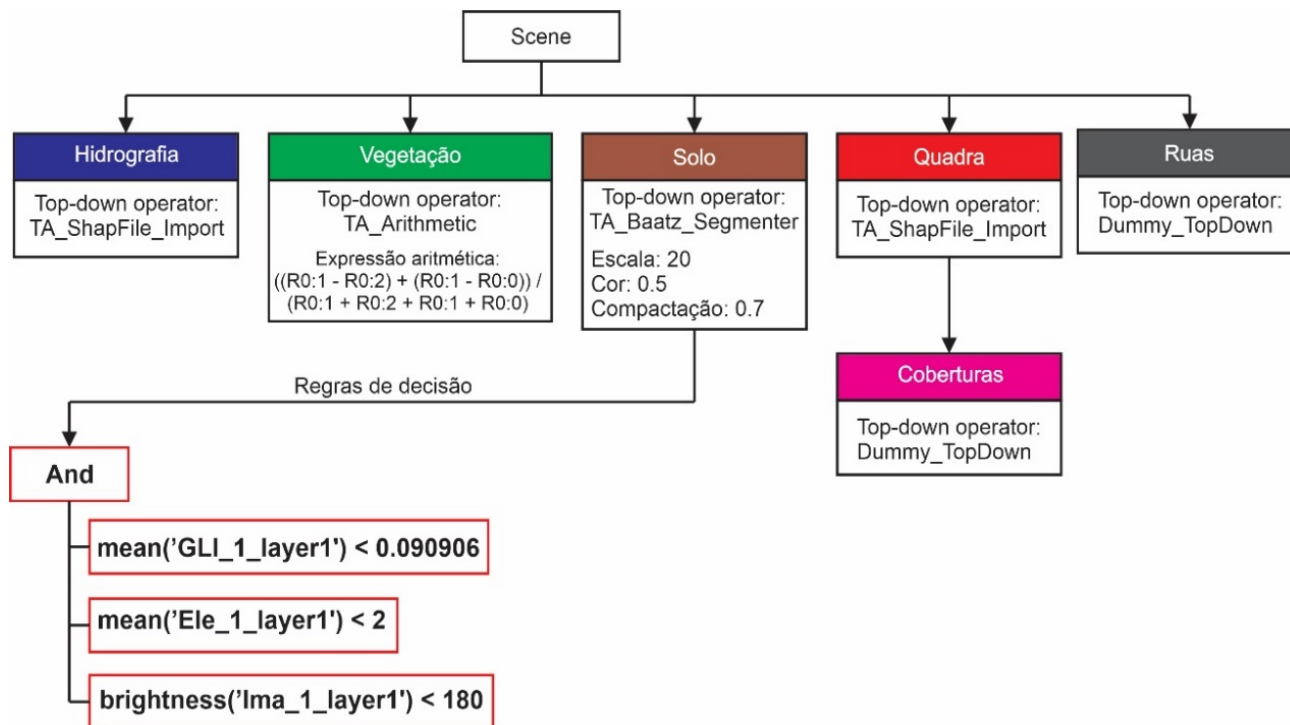 Scene
Hidrografia
Top-down operator:
TA_ShapFile_Import
Vegetação
Top-down operator:
TA_Arithmetic
Expressão aritmética:
((R0:1 - R0:2) + (R0:1 - R0:0)) /
(R0:1 + R0:2 + R0:1 + R0:0)
Solo
Top-down operator:
TA_Baatz_Segmenter
Escala: 20
Cor: 0.5
Compactação: 0.7
Quadra
Top-down operator:
TA_ShapFile_Import
Ruas
Top-down operator:
Dummy_TopDown
Coberturas
Top-down operator:
Dummy_TopDown
Regras de decisão
And
mean('GLI_1_layer1') < 0.090906
mean('Ele_1_layer1') < 2
brightness('Ima_1_layer1') < 180